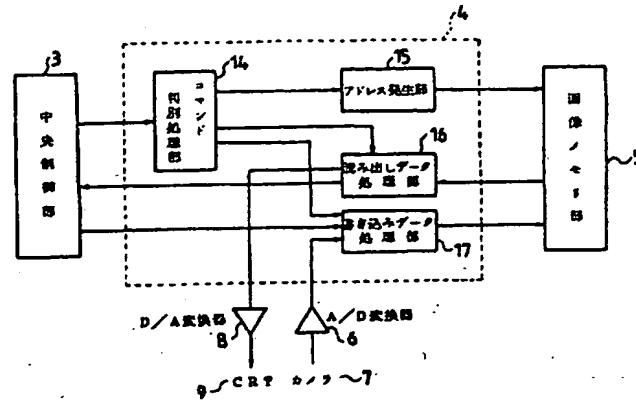 4
3
中央制御部
14
コマンド
判別処理部
15
アドレス発生部
16
読み出しデータ
処理部
書き込みデータ
処理部
17
画像メモリ部
5
D/A変換器
8
A/D変換器
6
9 CRT カメラ 7